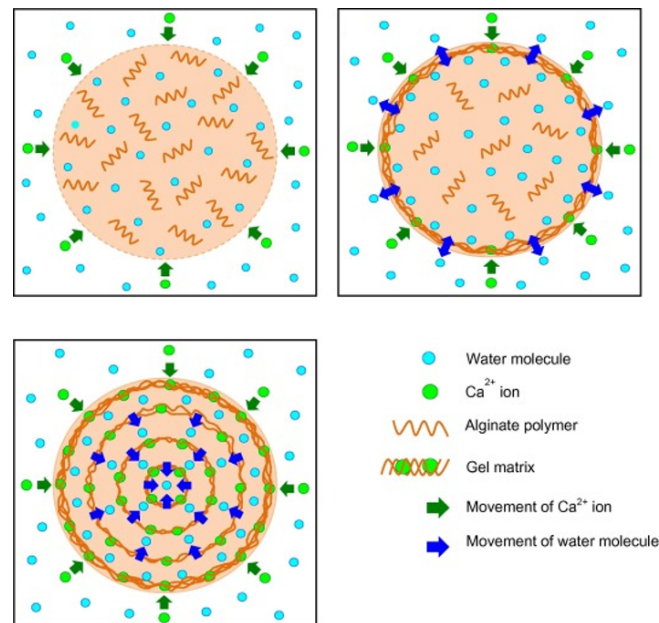 Water molecule
Ca2+ ion
Alginate polymer
Gel matrix
Movement of Ca2+ ion
Movement of water molecule